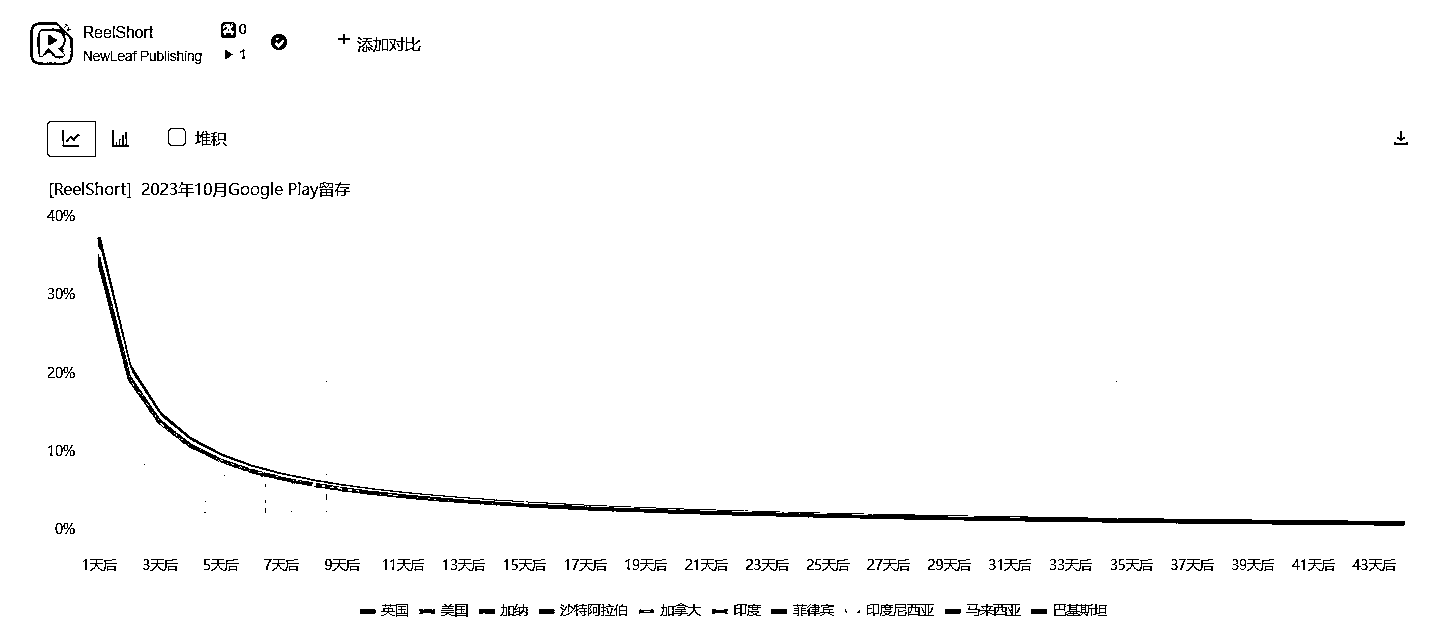 ReelShort 0
NewLeaf Publishing 1
+ 添加对比
堆积
[ReelShort] 2023年10月Google Play留存
40%
30%
20%
10%
0%
1天后 3天后 5天后 7天后 9天后 11天后 13天后 15天后 17天后 19天后 21天后 23天后 25天后 27天后 29天后 31天后 33天后 35天后 37天后 39天后 41天后 43天后
英国 美国 加纳 沙特阿拉伯 加拿大 印度 菲律宾 印度尼西亚 马来西亚 巴基斯坦